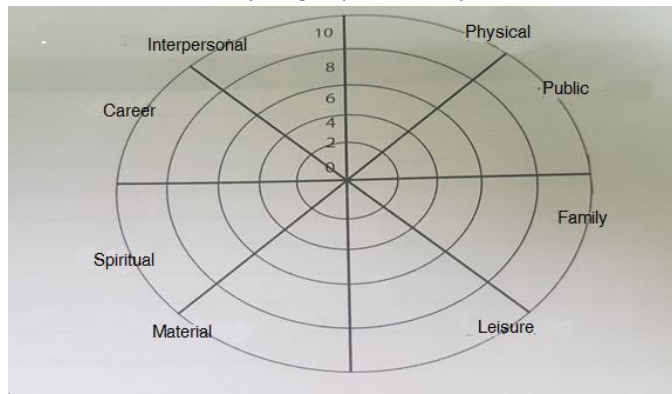 10
Physical
Interpersonal
8
Public
6
Career
4
2
0
Family
Spiritual
Material
Leisure